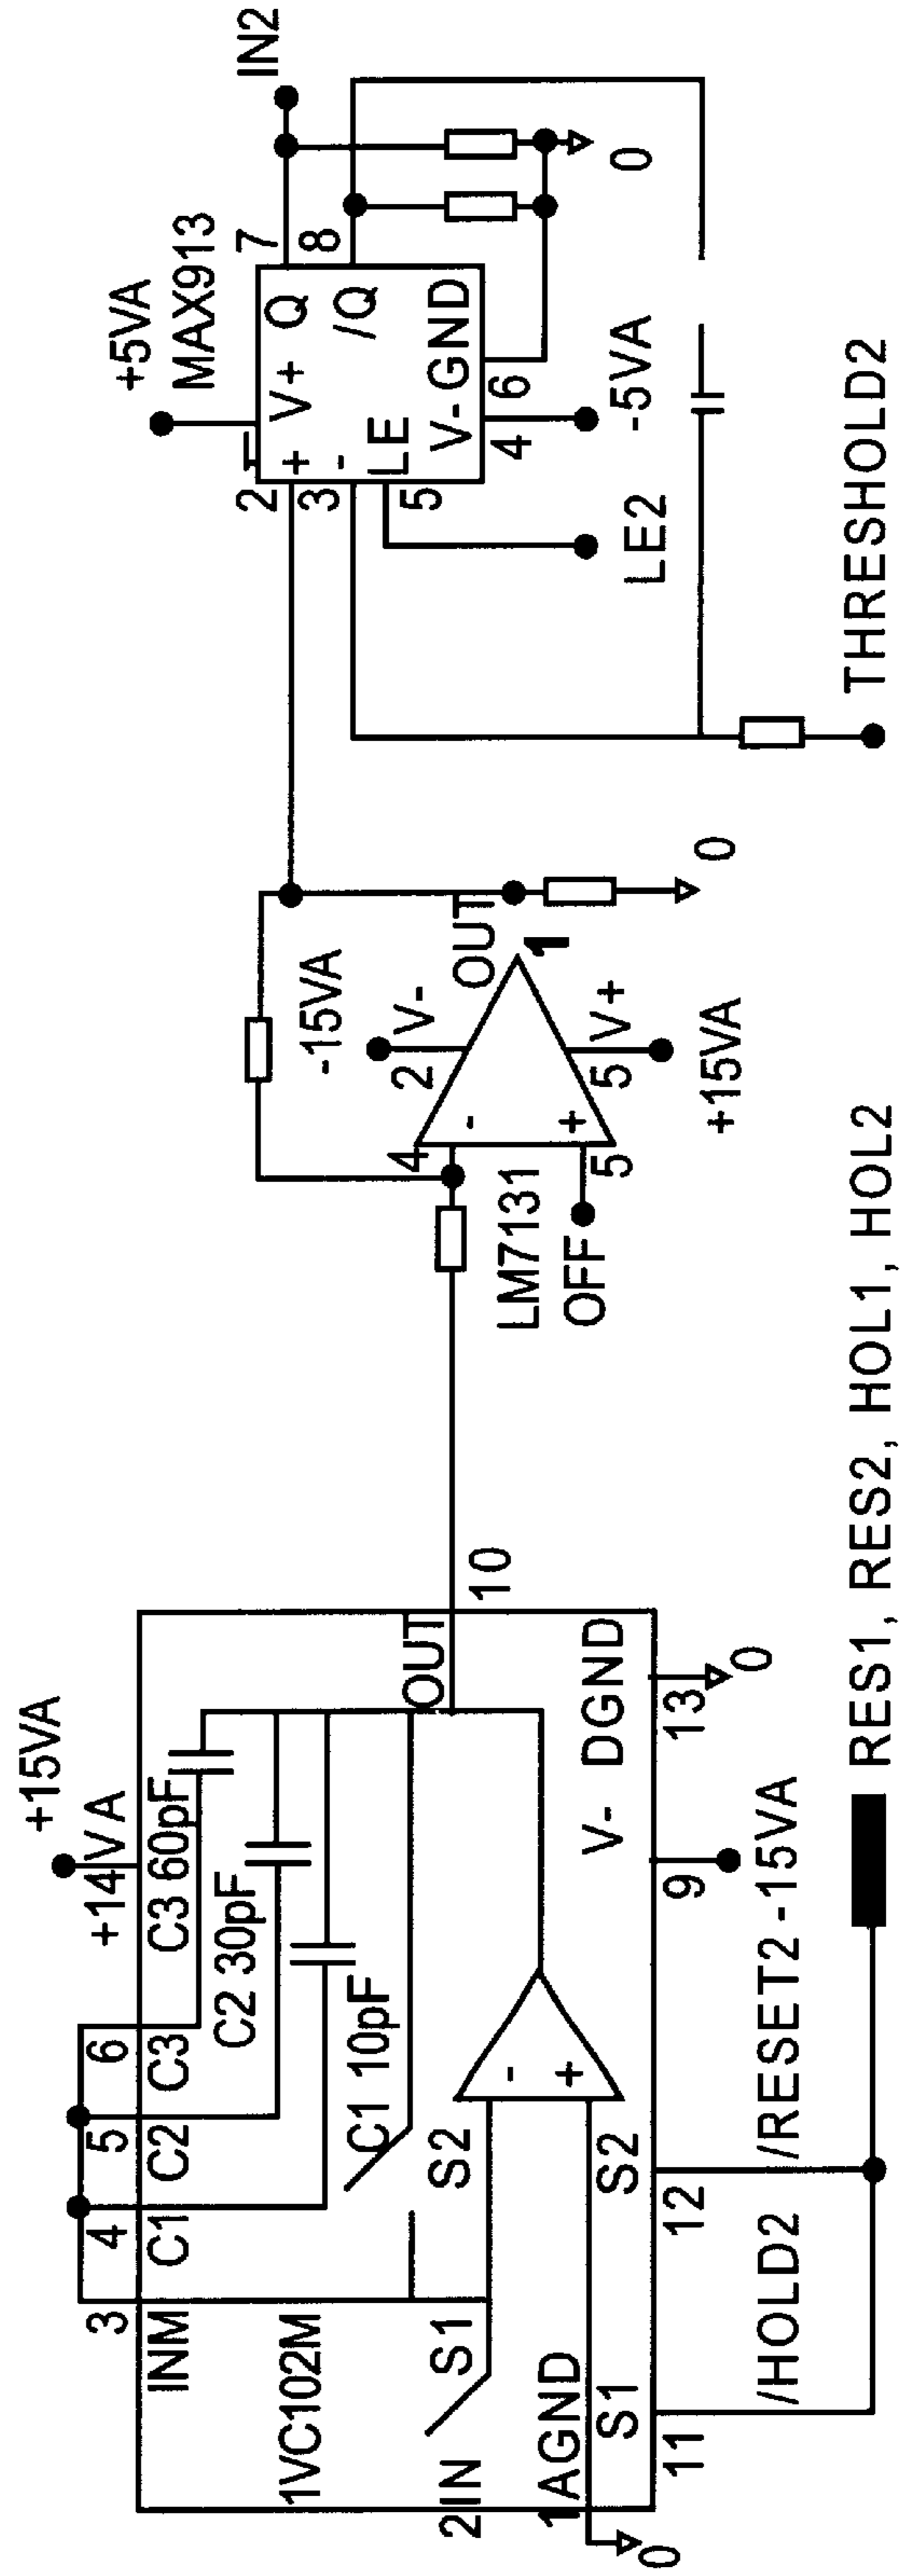 +15VA
+14 VA
3
4
5
6
INM
C1
C2
C3
C3 60pF
C2 30pF
C1 10pF
1VC102M
S1
S2
-
+
2IN
1AGND
0
S1
S2
V-
DGND
OUT
10
11
12
9
13
0
/HOLD2
/RESET2
-15VA
RES1, RES2, HOL1, HOL2
LM7131
OFF
4
5
-
+
2
V-
-15VA
5
V+
+15VA
OUT
1
0
+5VA
MAX913
2
3
5
+
-
LE
V+
Q
/Q
V-
GND
7
8
4
6
IN2
0
-5VA
LE2
THRESHOLD2